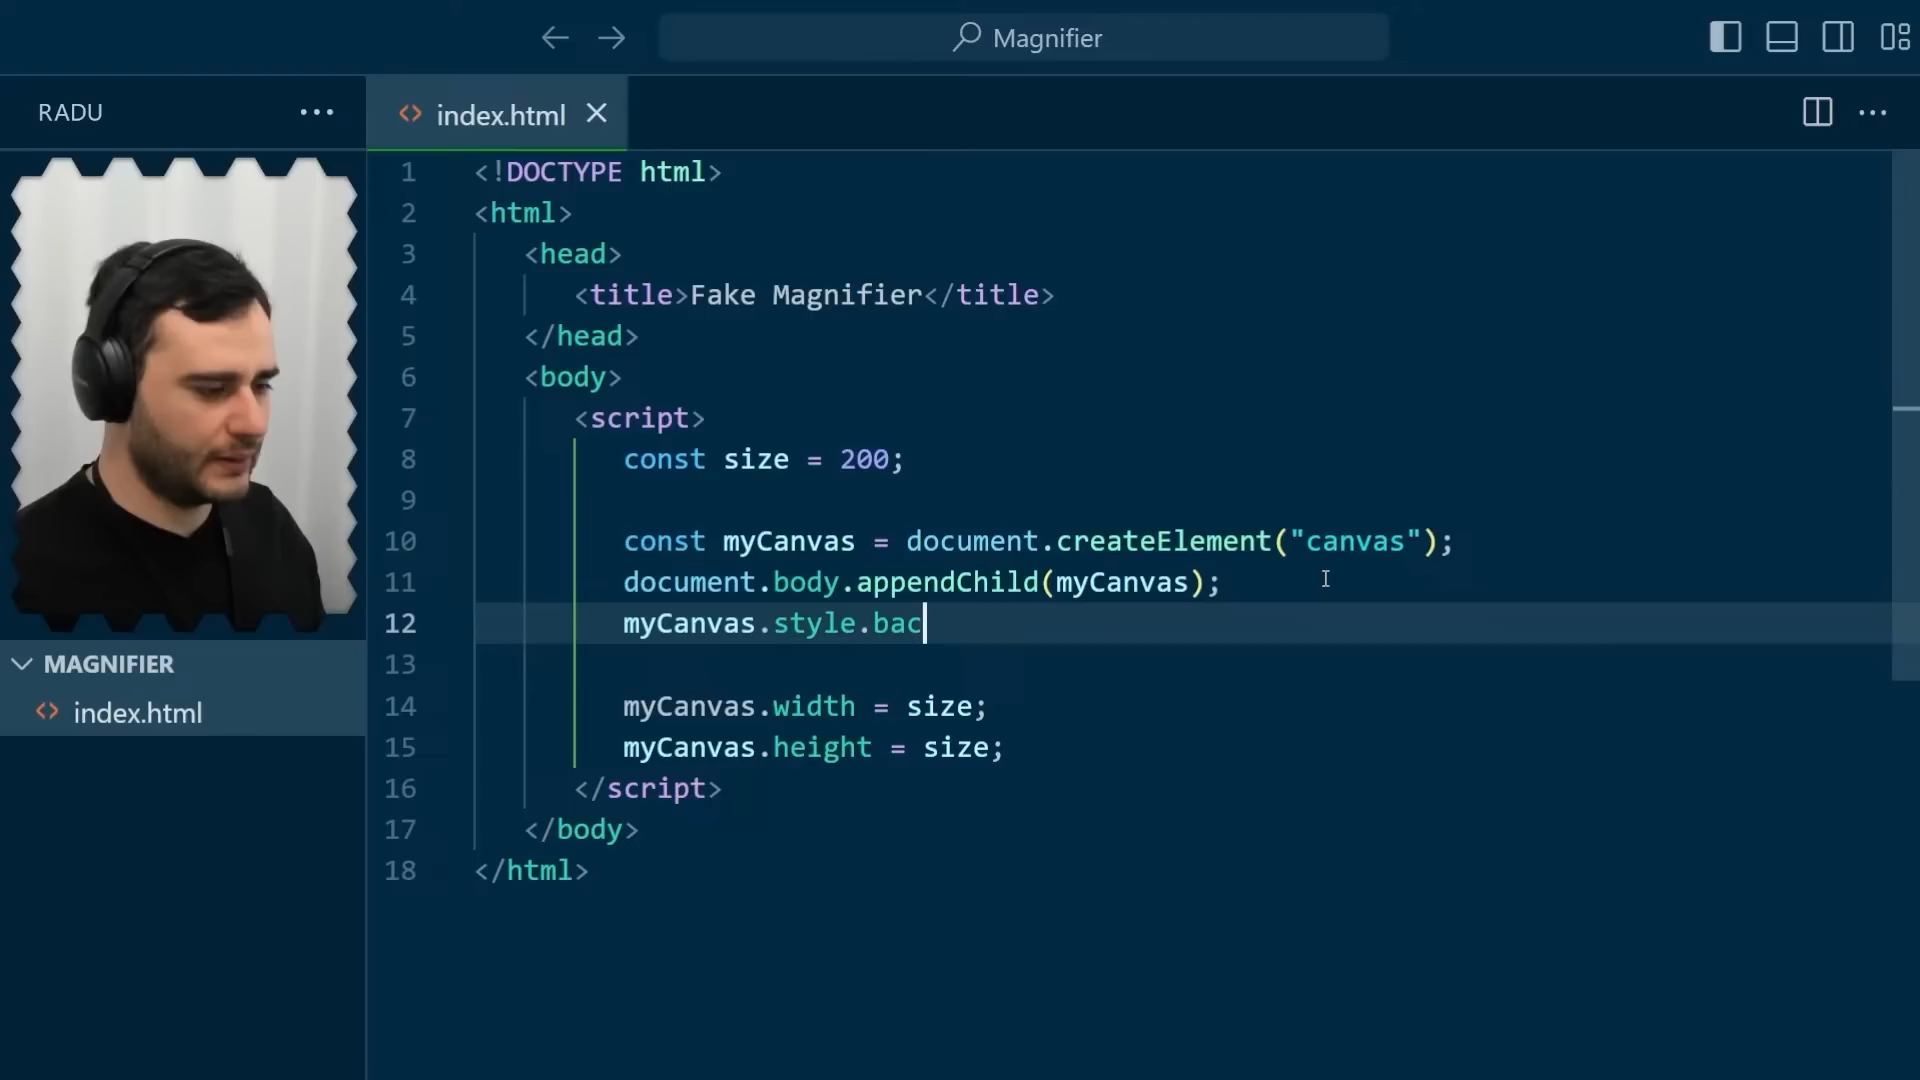 Magnifier
RADU
index.html
1 <!DOCTYPE html>
2 <html>
3 <head>
4 <title>Fake Magnifier</title>
5 </head>
6 <body>
7 <script>
8 const size = 200;
9
10 const myCanvas = document.createElement("canvas");
11 document.body.appendChild(myCanvas);
12 myCanvas.style.bac
13
14 myCanvas.width = size;
15 myCanvas.height = size;
16 </script>
17 </body>
18 </html>
MAGNIFIER
index.html